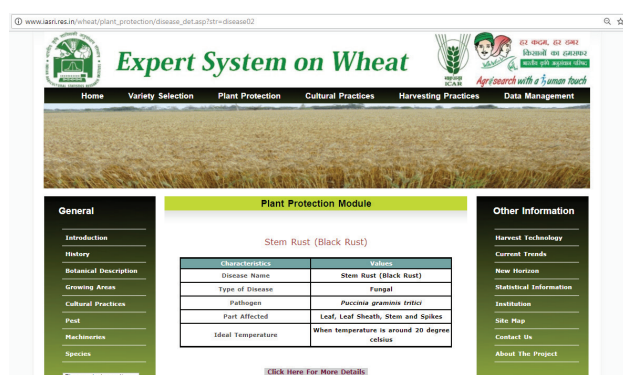 www.iasri.res.in/wheat/plant_protection/disease_det.asp?str=disease02
Expert System on Wheat
ICAR
हर कदम, हर डगर
किसानों का हमसफर
भारतीय कृषि अनुसंधान परिषद
Agrisearch with a human touch
Home Variety Selection Plant Protection Cultural Practices Harvesting Practices Data Management
General
Introduction
History
Botanical Description
Growing Areas
Cultural Practices
Pest
Machineries
Species
Plant Protection Module
Stem Rust (Black Rust)
Characteristics Values
Disease Name Stem Rust (Black Rust)
Type of Disease Fungal
Pathogen Puccinia graminis tritici
Part Affected Leaf, Leaf Sheath, Stem and Spikes
Ideal Temperature When temperature is around 20 degree
celsius
Click Here For More Details
Other Information
Harvest Technology
Current Trends
New Horizon
Statistical Information
Institution
Site Map
Contact Us
About The Project